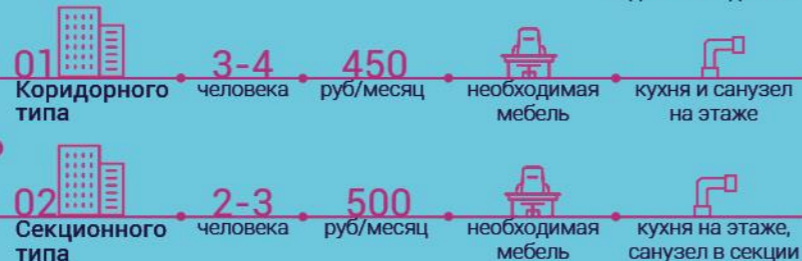 01
Коридорного
типа
3-4
человека
450
руб/месяц
необходимая
мебель
кухня и санузел
на этаже
02
Секционного
типа
2-3
человека
500
руб/месяц
необходимая
мебель
кухня на этаже,
санузел в секции